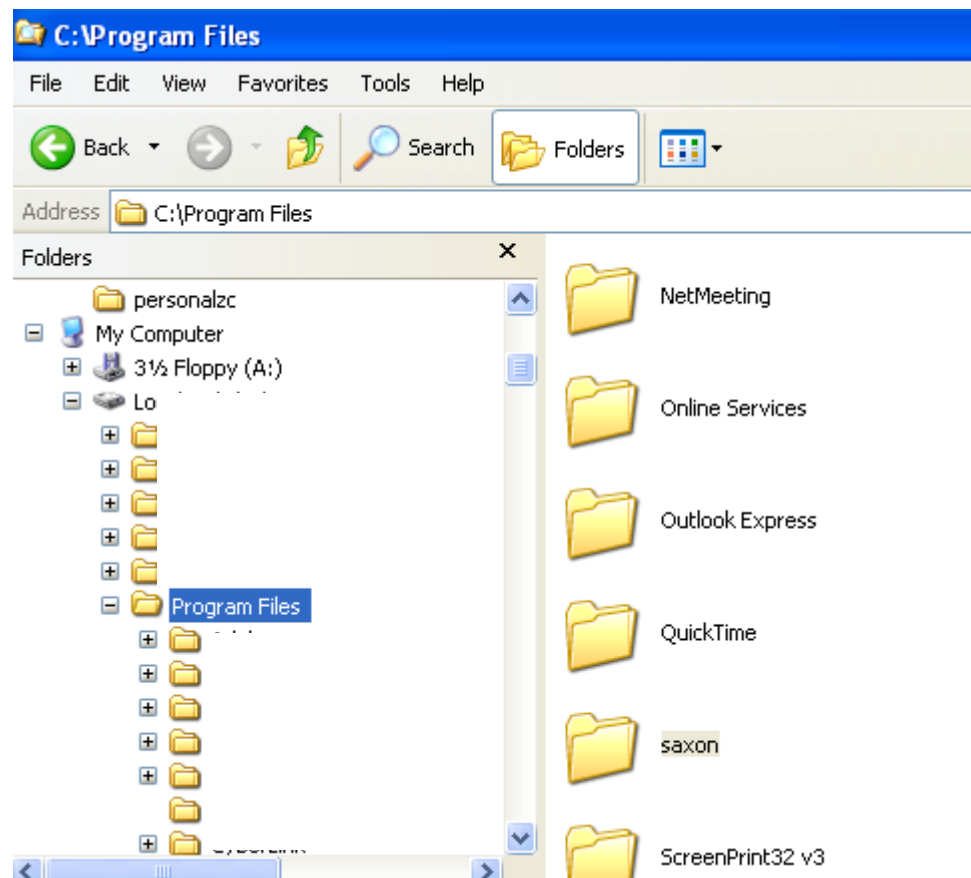 C:\Program Files
File Edit View Favorites Tools Help
Back Search Folders
Address C:\Program Files
Folders
personalzc
My Computer
3½ Floppy (A:)
Program Files
NetMeeting
Online Services
Outlook Express
QuickTime
saxon
ScreenPrint32 v3